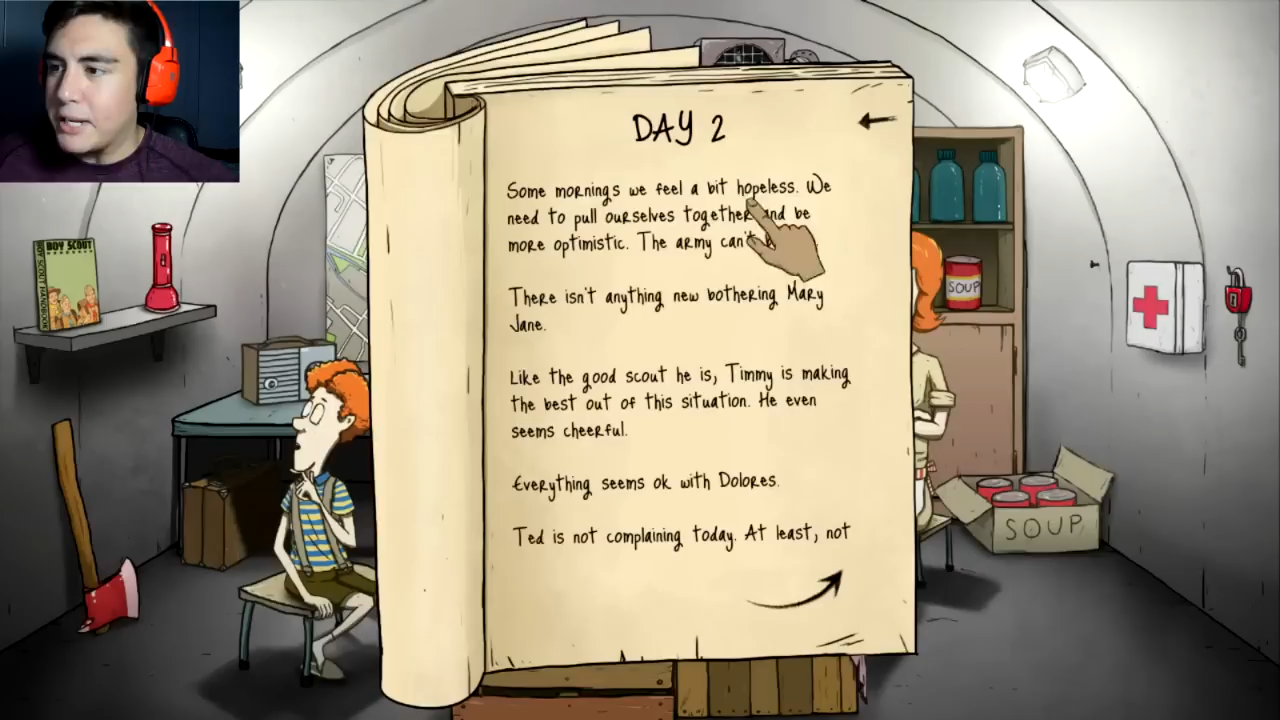 DAY 2
Some mornings we feel a bit hopeless. We
need to pull ourselves together and be
more optimistic. The army can't
There isn't anything new bothering Mary
Jane.
Like the good scout he is, Timmy is making
the best out of this situation. He even
seems cheerful.
Everything seems ok with Dolores.
Ted is not complaining today. At least, not
BOY SCOUT
BOY SCOUT HANDBOOK
SOUP
SOUP